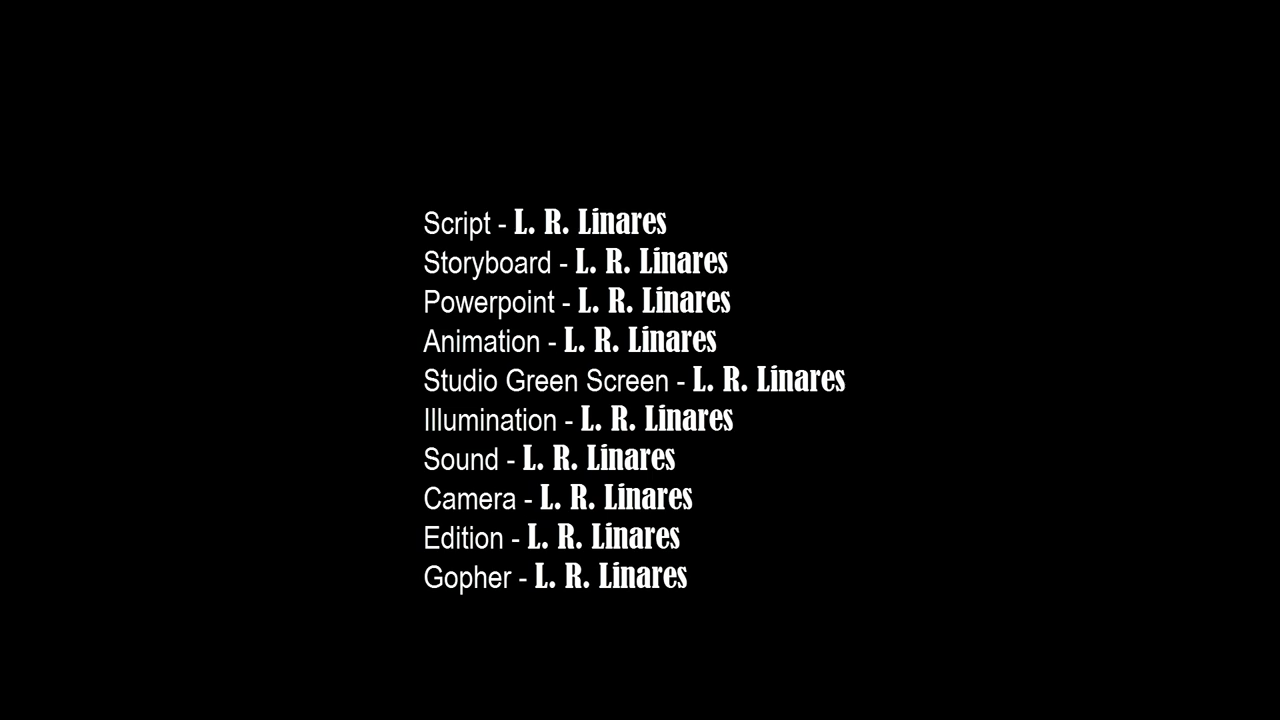 Script - L. R. Linares
Storyboard - L. R. Linares
Powerpoint - L. R. Linares
Animation - L. R. Linares
Studio Green Screen - L. R. Linares
Illumination - L. R. Linares
Sound - L. R. Linares
Camera - L. R. Linares
Edition - L. R. Linares
Gopher - L. R. Linares